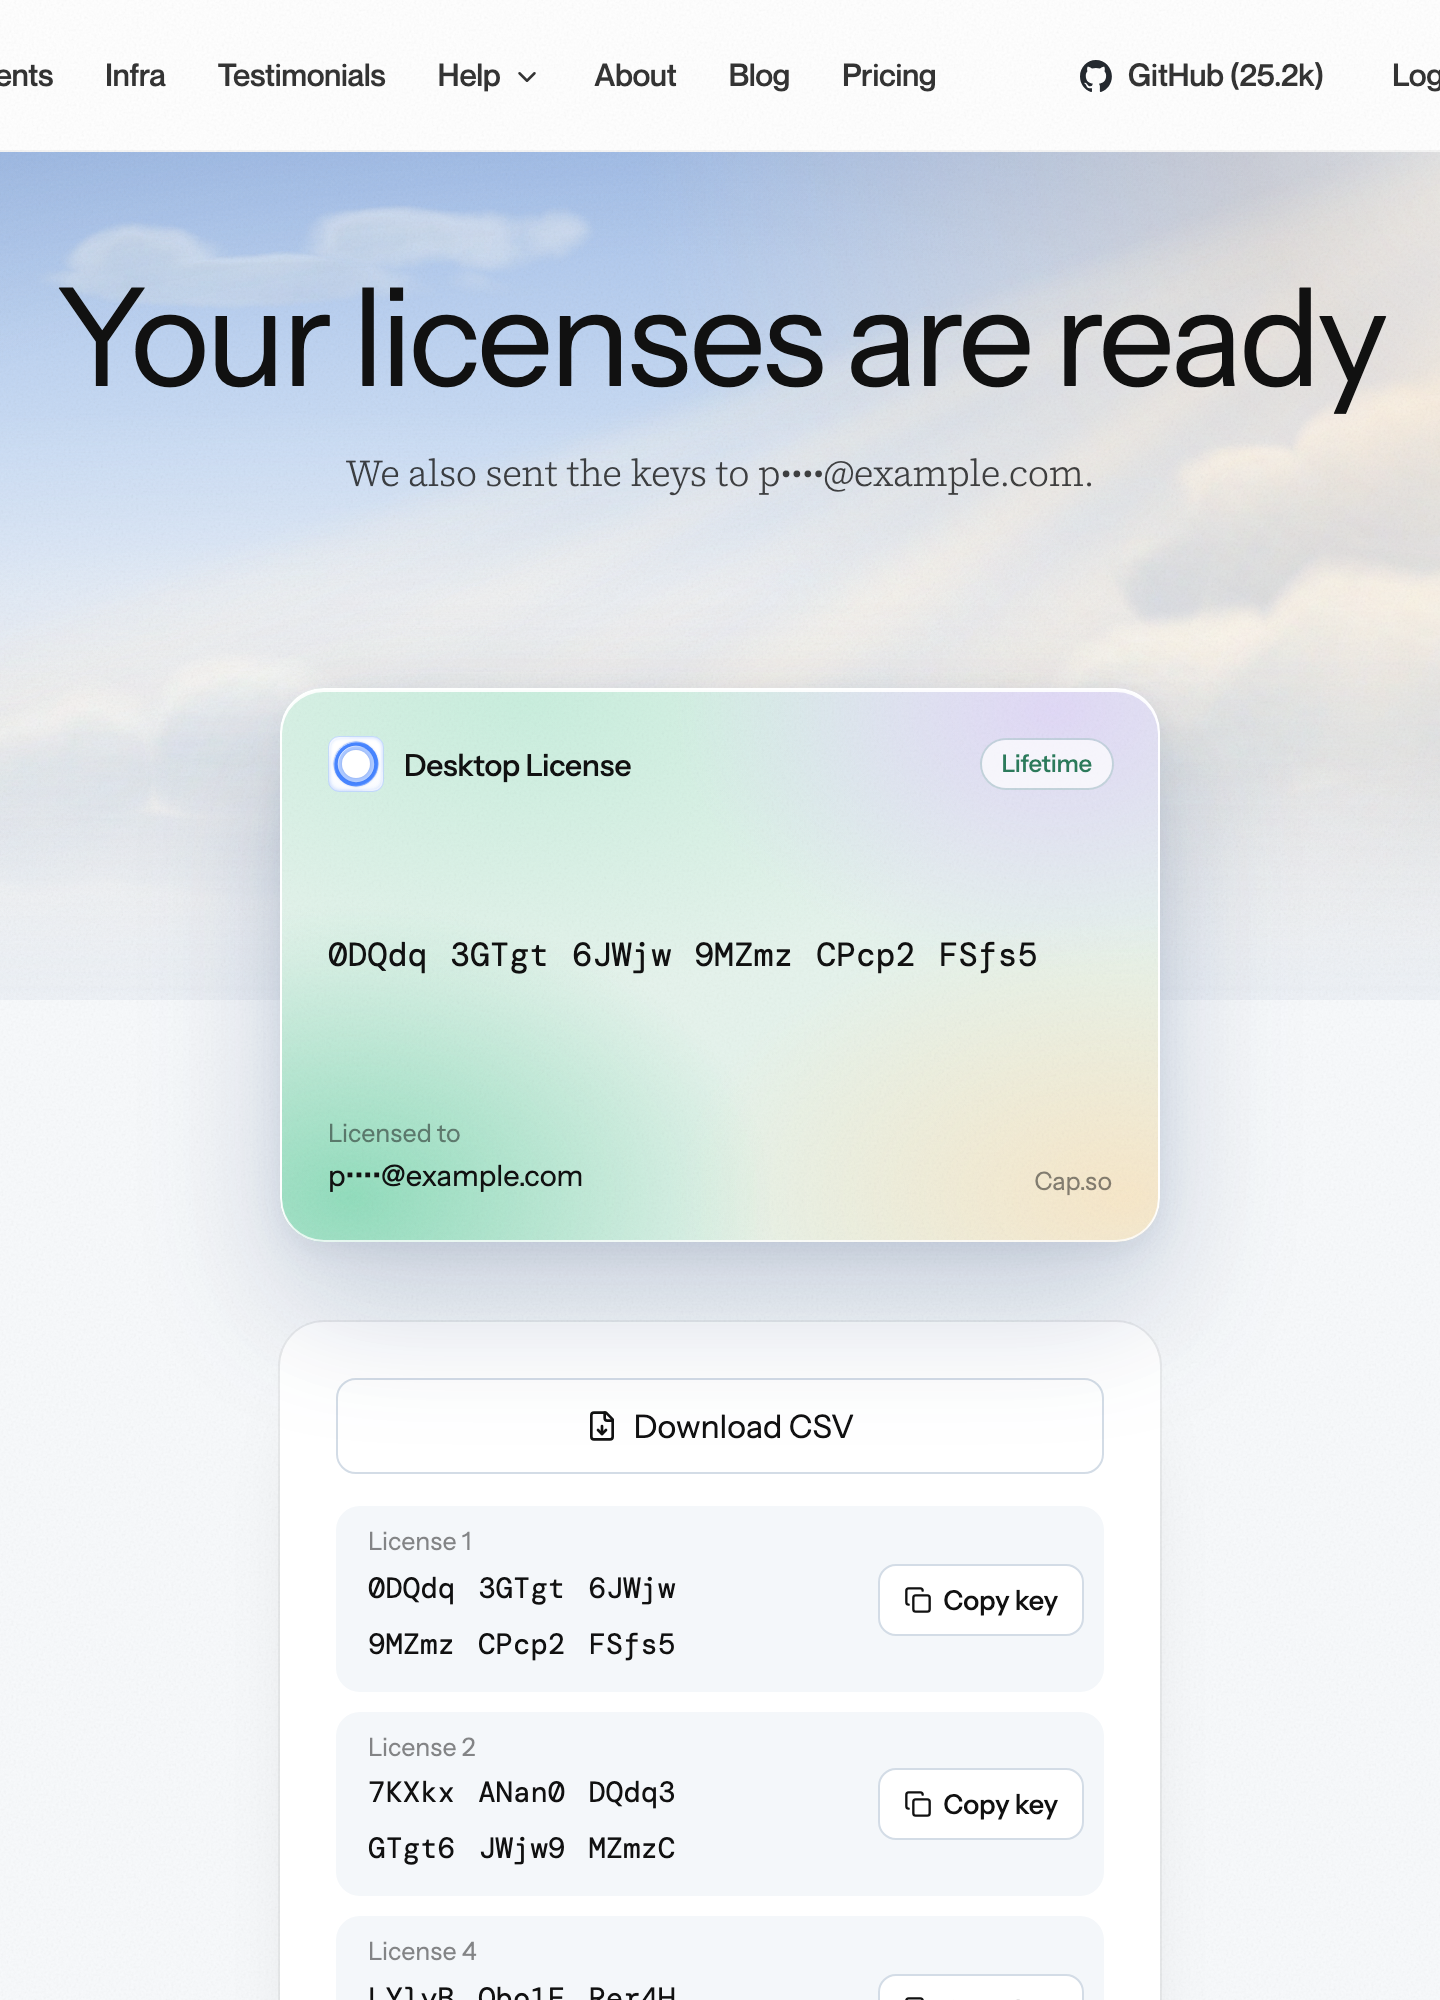 Infra Testimonials Help About Blog Pricing GitHub (25.2k)
Your licenses are ready
We also sent the keys to p••••@example.com.
Desktop License Lifetime
0DQdq 3GTgt 6JWjw 9MZmz CPcp2 FSfs5
Licensed to
p••••@example.com
Cap.so
Download CSV
License 1
0DQdq 3GTgt 6JWjw
9MZmz CPcp2 FSfs5
Copy key
License 2
7KXkx ANan0 DQdq3
GTgt6 JWjw9 MZmzC
Copy key
License 4